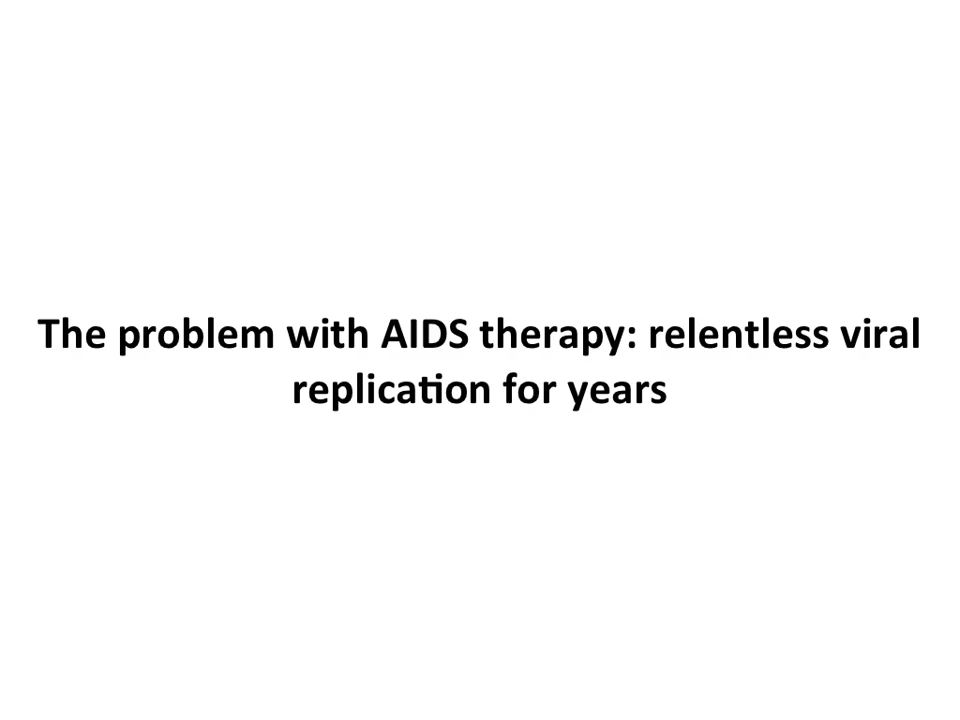 The problem with AIDS therapy: relentless viral
replication for years